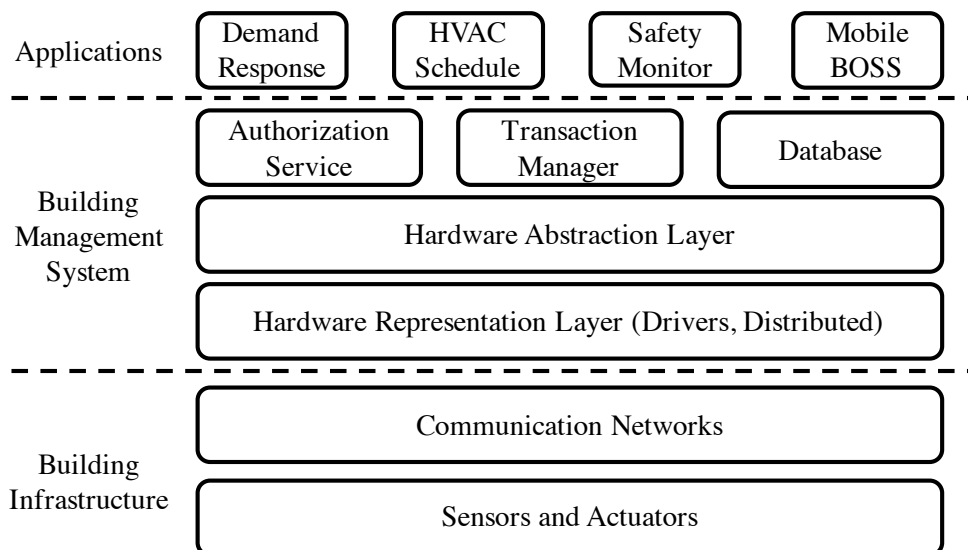 Applications
Demand
Response
HVAC
Schedule
Safety
Monitor
Mobile
BOSS
Building
Management
System
Authorization
Service
Transaction
Manager
Database
Hardware Abstraction Layer
Hardware Representation Layer (Drivers, Distributed)
Building
Infrastructure
Communication Networks
Sensors and Actuators